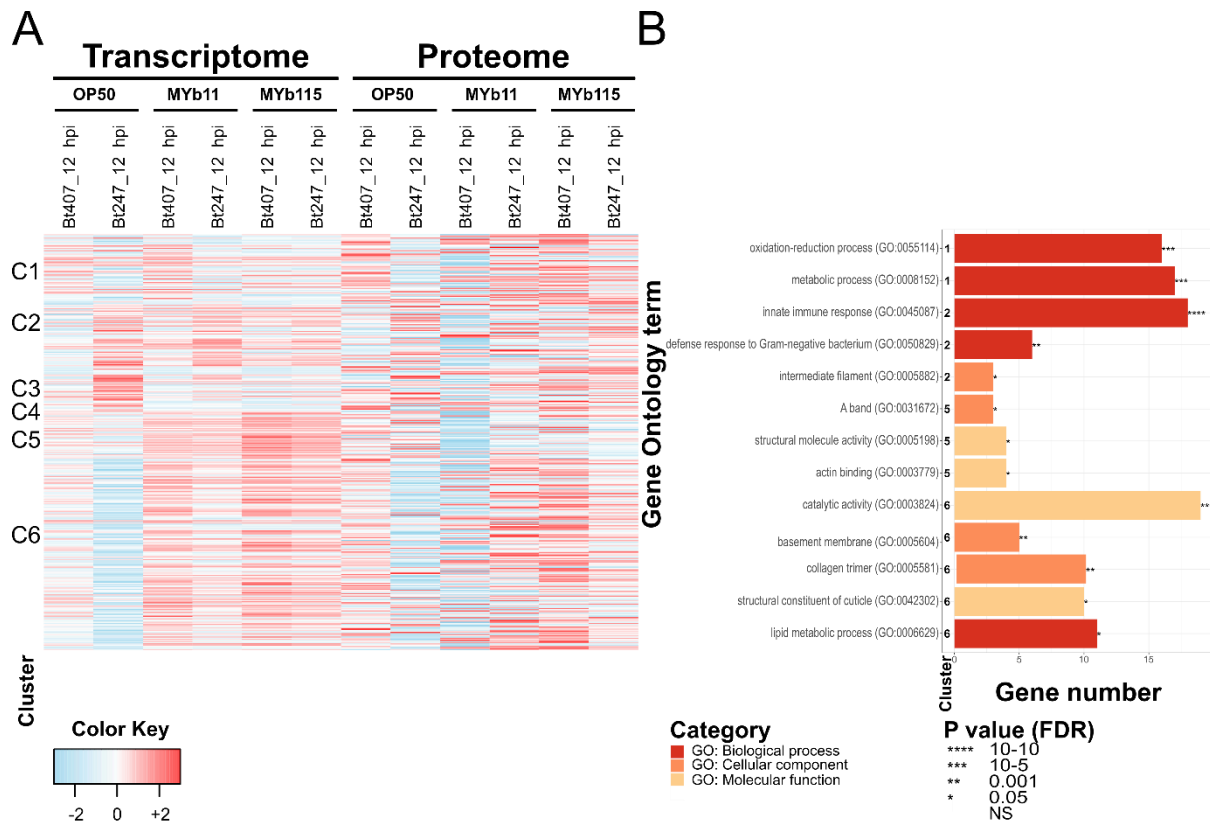 A
B
Transcriptome
Proteome
OP50
MYb11
MYb115
OP50
MYb11
MYb115
Bt407_12 hpi
Bt247_12 hpi
Bt407_12 hpi
Bt247_12 hpi
Bt407_12 hpi
Bt247_12 hpi
Bt407_12 hpi
Bt247_12 hpi
Bt407_12 hpi
Bt247_12 hpi
Bt407_12 hpi
Bt247_12 hpi
C1
C2
C3
C4
C5
C6
Cluster
Color Key
-2 0 +2
Gene Ontology term
oxidation-reduction process (GO:0055114) 1 ***
metabolic process (GO:0008152) 1 ***
innate immune response (GO:0045087) 2 ****
defense response to Gram-negative bacterium (GO:0050829) 2 **
intermediate filament (GO:0005882) 2 *
A band (GO:0031672) 5 *
structural molecule activity (GO:0005198) 5 *
actin binding (GO:0003779) 5 *
catalytic activity (GO:0003824) 6 **
basement membrane (GO:0005604) 6 **
collagen trimer (GO:0005581) 6 **
structural constituent of cuticle (GO:0042302) 6 *
lipid metabolic process (GO:0006629) 6 *
0 5 10 15
Cluster
Gene number
Category
GO: Biological process
GO: Cellular component
GO: Molecular function
P value (FDR)
**** 10-10
*** 10-5
** 0.001
* 0.05
NS